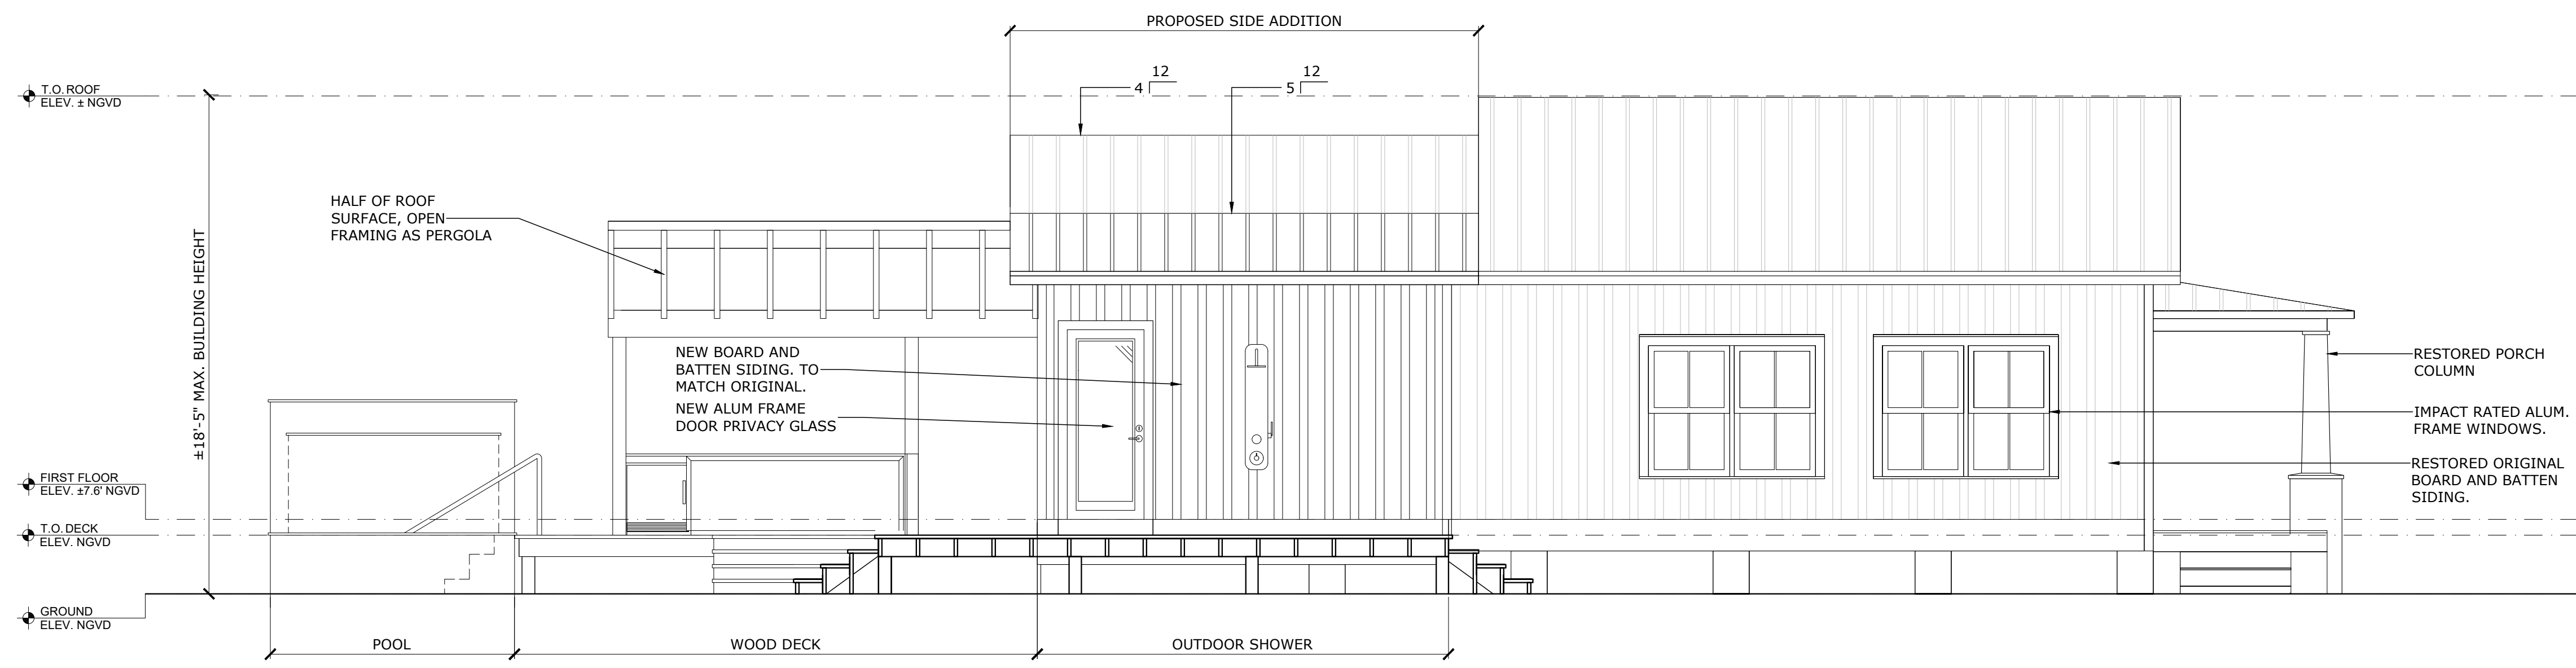 PROPOSED SIDE ADDITION
12
4
12
5
T.O. ROOF
ELEV. ± NGVD
HALF OF ROOF
SURFACE, OPEN
FRAMING AS PERGOLA
±18'-5" MAX. BUILDING HEIGHT
NEW BOARD AND
BATTEN SIDING. TO
MATCH ORIGINAL.
NEW ALUM FRAME
DOOR PRIVACY GLASS
RESTORED PORCH
COLUMN
IMPACT RATED ALUM.
FRAME WINDOWS.
RESTORED ORIGINAL
BOARD AND BATTEN
SIDING.
FIRST FLOOR
ELEV. ±7.6' NGVD
T.O. DECK
ELEV. NGVD
GROUND
ELEV. NGVD
POOL
WOOD DECK
OUTDOOR SHOWER